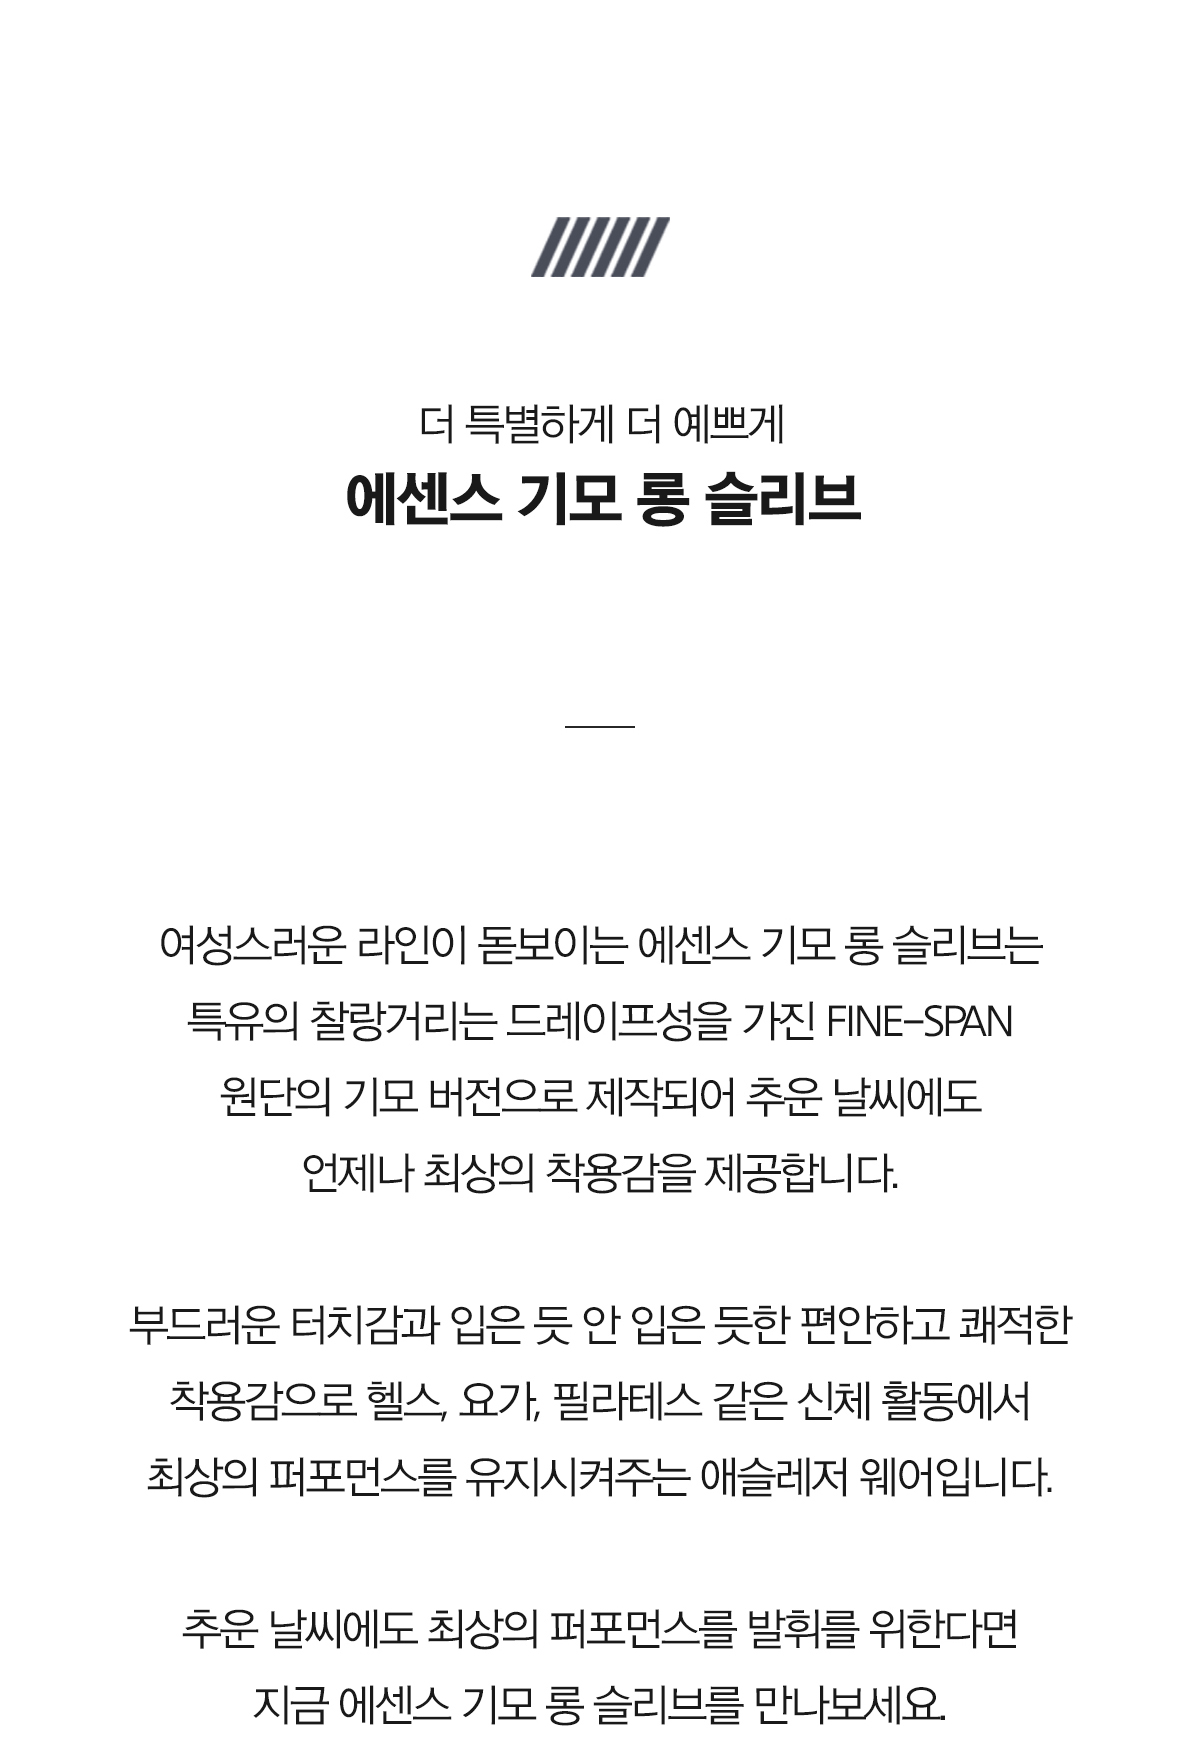 더 특별하게 더 예쁘게
에센스 기모 롱 슬리브
여성스러운 라인이 돋보이는 에센스 기모 롱 슬리브는
특유의 찰랑거리는 드레이프성을 가진 FINE-SPAN
원단의 기모 버전으로 제작되어 추운 날씨에도
언제나 최상의 착용감을 제공합니다.
부드러운 터치감과 입은 듯 안 입은 듯한 편안하고 쾌적한
착용감으로 헬스, 요가, 필라테스 같은 신체 활동에서
최상의 퍼포먼스를 유지시켜주는 애슬레저 웨어입니다.
추운 날씨에도 최상의 퍼포먼스를 발휘를 위한다면
지금 에센스 기모 롱 슬리브를 만나보세요.